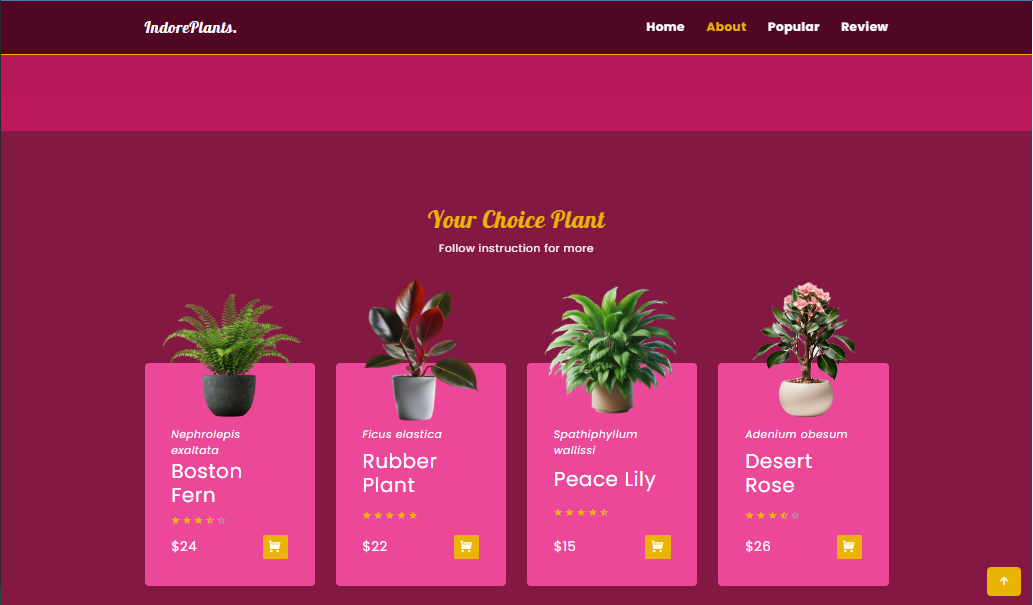 IndorePlants.
Home About Popular Review
Your Choice Plant
Follow instruction for more
Nephrolepis
exaltata
Boston
Fern
$24
Ficus elastica
Rubber
Plant
$22
Spathiphyllum
wallissi
Peace Lily
$15
Adenium obesum
Desert
Rose
$26